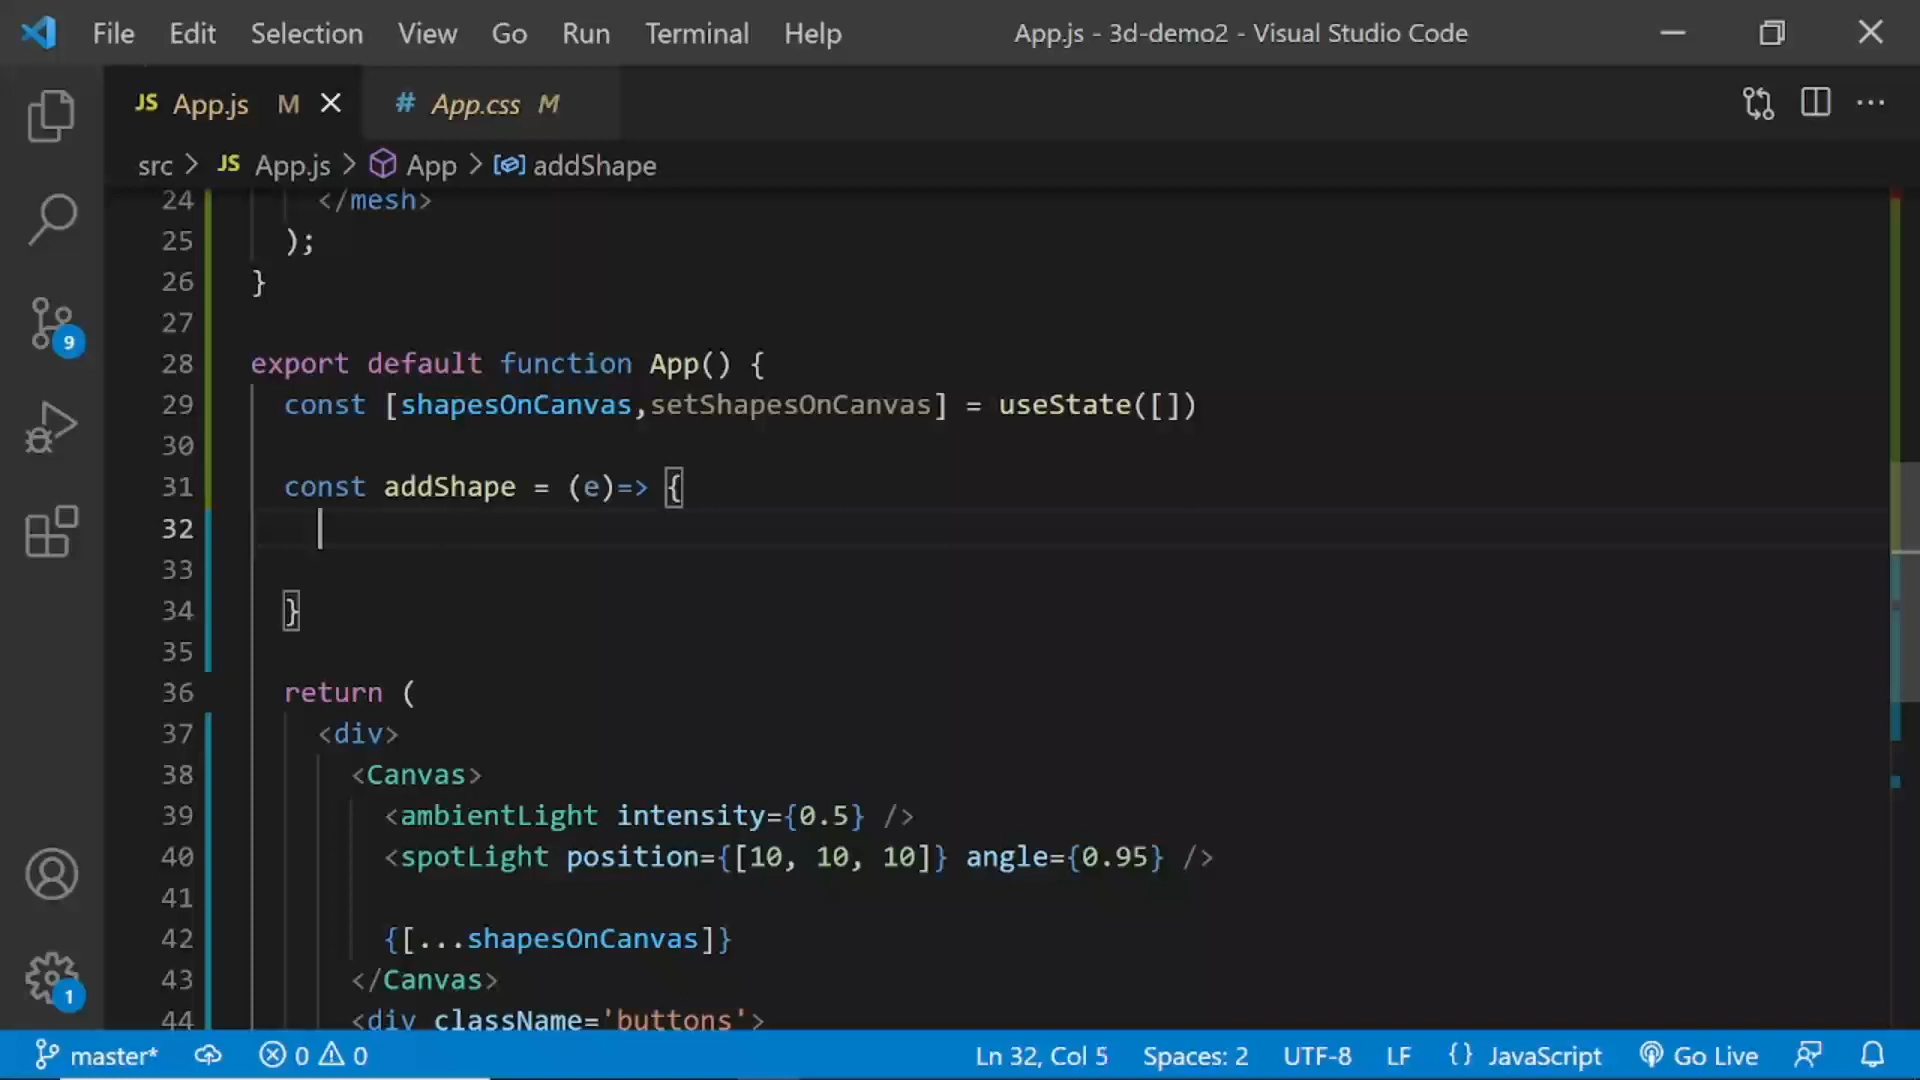 File Edit Selection View Go Run Terminal Help App.js - 3d-demo2 - Visual Studio Code
JS App.js M # App.css M
src > JS App.js > App > addShape
24 </mesh>
25 );
26 }
27
28 export default function App() {
29 const [shapesOnCanvas,setShapesOnCanvas] = useState([])
30
31 const addShape = (e)=> {
32
33
34 }
35
36 return (
37 <div>
38 <Canvas>
39 <ambientLight intensity={0.5} />
40 <spotLight position={[10, 10, 10]} angle={0.95} />
41
42 {[...shapesOnCanvas]}
43 </Canvas>
44 <div className='buttons'>
9
1
master* 0 0 Ln 32, Col 5 Spaces: 2 UTF-8 LF {} JavaScript Go Live